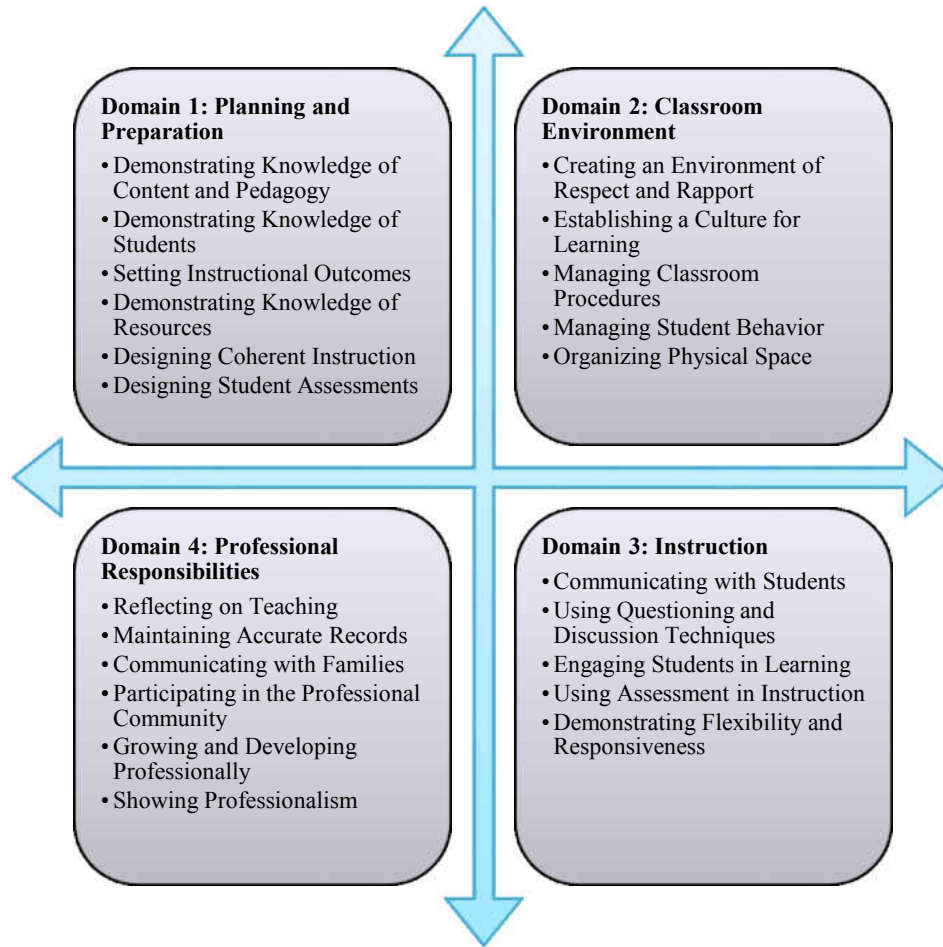 Domain 1: Planning and
Preparation
• Demonstrating Knowledge of
Content and Pedagogy
• Demonstrating Knowledge of
Students
• Setting Instructional Outcomes
• Demonstrating Knowledge of
Resources
• Designing Coherent Instruction
• Designing Student Assessments
Domain 2: Classroom
Environment
• Creating an Environment of
Respect and Rapport
• Establishing a Culture for
Learning
• Managing Classroom
Procedures
• Managing Student Behavior
• Organizing Physical Space
Domain 4: Professional
Responsibilities
• Reflecting on Teaching
• Maintaining Accurate Records
• Communicating with Families
• Participating in the Professional
Community
• Growing and Developing
Professionally
• Showing Professionalism
Domain 3: Instruction
• Communicating with Students
• Using Questioning and
Discussion Techniques
• Engaging Students in Learning
• Using Assessment in Instruction
• Demonstrating Flexibility and
Responsiveness